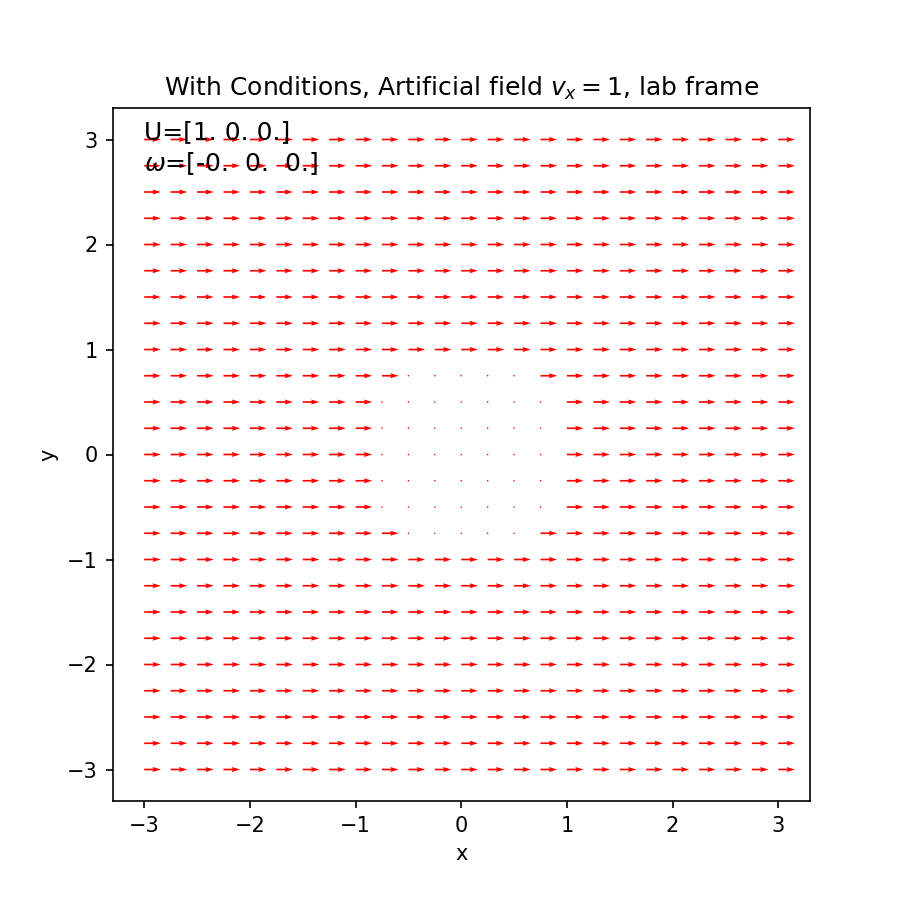 With Conditions, Artificial field $v_x = 1$, lab frame
U=[1. 0. 0.]
ω=[-0.  0.  0.]
3
2
1
0
−1
−2
−3
y
−3 −2 −1 0 1 2 3
x